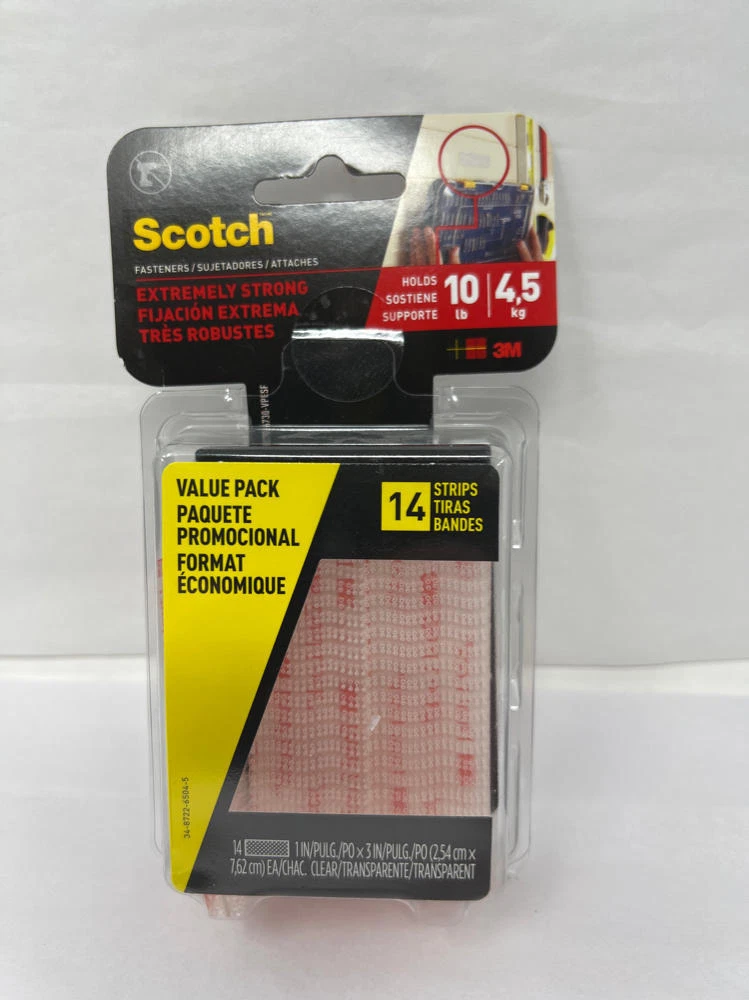 Scotch™
FASTENERS / SUJETADORES / ATTACHES
EXTREMELY STRONG
FIJACIÓN EXTREMA
TRÈS ROBUSTES
HOLDS
SOSTIENE
SUPPORTE
10 lb
4,5 kg
3M
VALUE PACK
PAQUETE
PROMOCIONAL
FORMAT
ÉCONOMIQUE
14
STRIPS
TIRAS
BANDES
34-8722-6504-5
14 1 IN/PULG./PO x 3 IN/PULG./PO (2,54 cm x
7,62 cm) EA/CHAC. CLEAR/TRANSPARENTE/TRANSPARENT